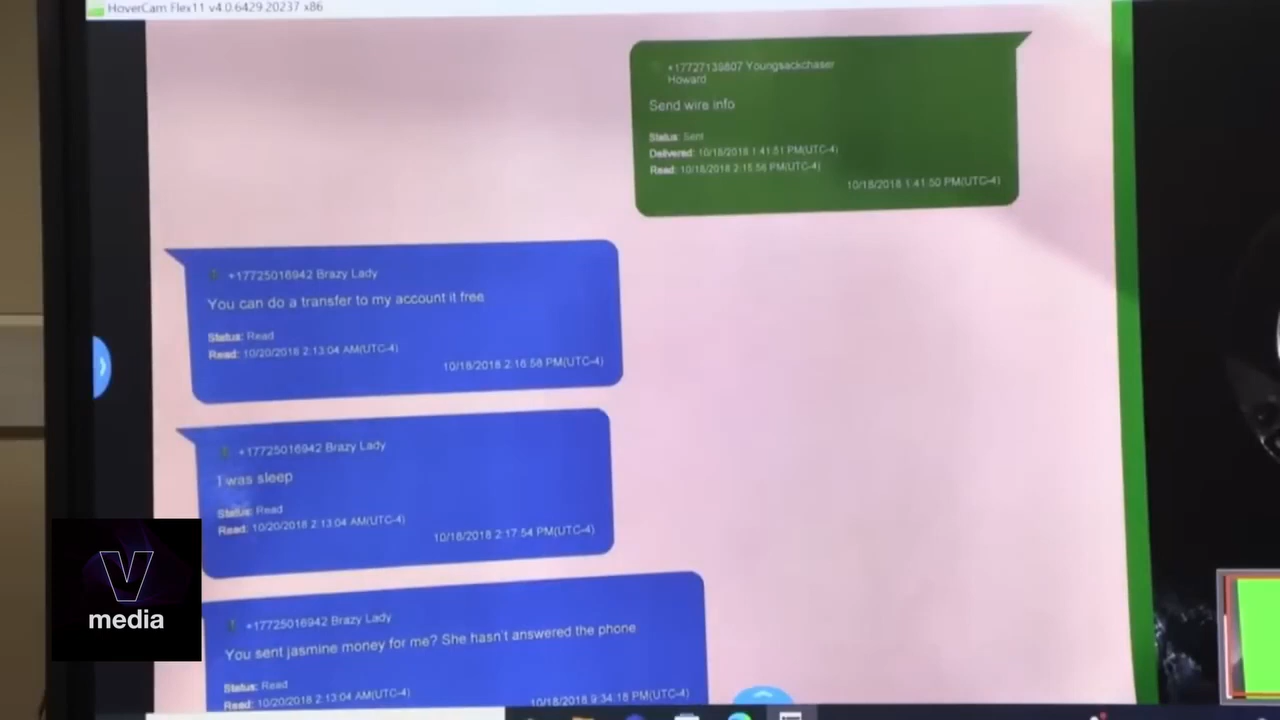 HoverCam Flex11 v4.0.6429.20237 x86
+17727139807 Youngsackchaser
Howard
Send wire info
Status: Sent
Delivered: 10/18/2018 1:41:51 PM(UTC-4)
Read: 10/18/2018 2:15:56 PM(UTC-4)
10/18/2018 1:41:50 PM(UTC-4)
+17725016942 Brazy Lady
You can do a transfer to my account it free
Status: Read
Read: 10/20/2018 2:13:04 AM(UTC-4)
10/18/2018 2:16:58 PM(UTC-4)
+17725016942 Brazy Lady
I was sleep
Status: Read
Read: 10/20/2018 2:13:04 AM(UTC-4)
10/18/2018 2:17:54 PM(UTC-4)
+17725016942 Brazy Lady
You sent jasmine money for me? She hasn't answered the phone
Status: Read
Read: 10/20/2018 2:13:04 AM(UTC-4)
10/18/2018 9:34:18 PM(UTC-4)
V
media